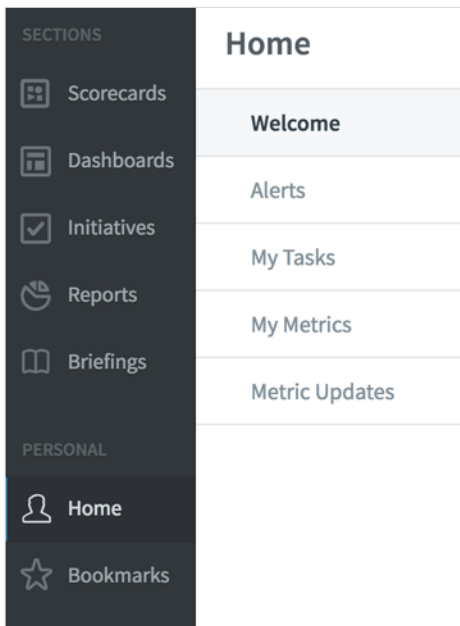 SECTIONS
Scorecards
Dashboards
Initiatives
Reports
Briefings
PERSONAL
Home
Bookmarks
Home
Welcome
Alerts
My Tasks
My Metrics
Metric Updates